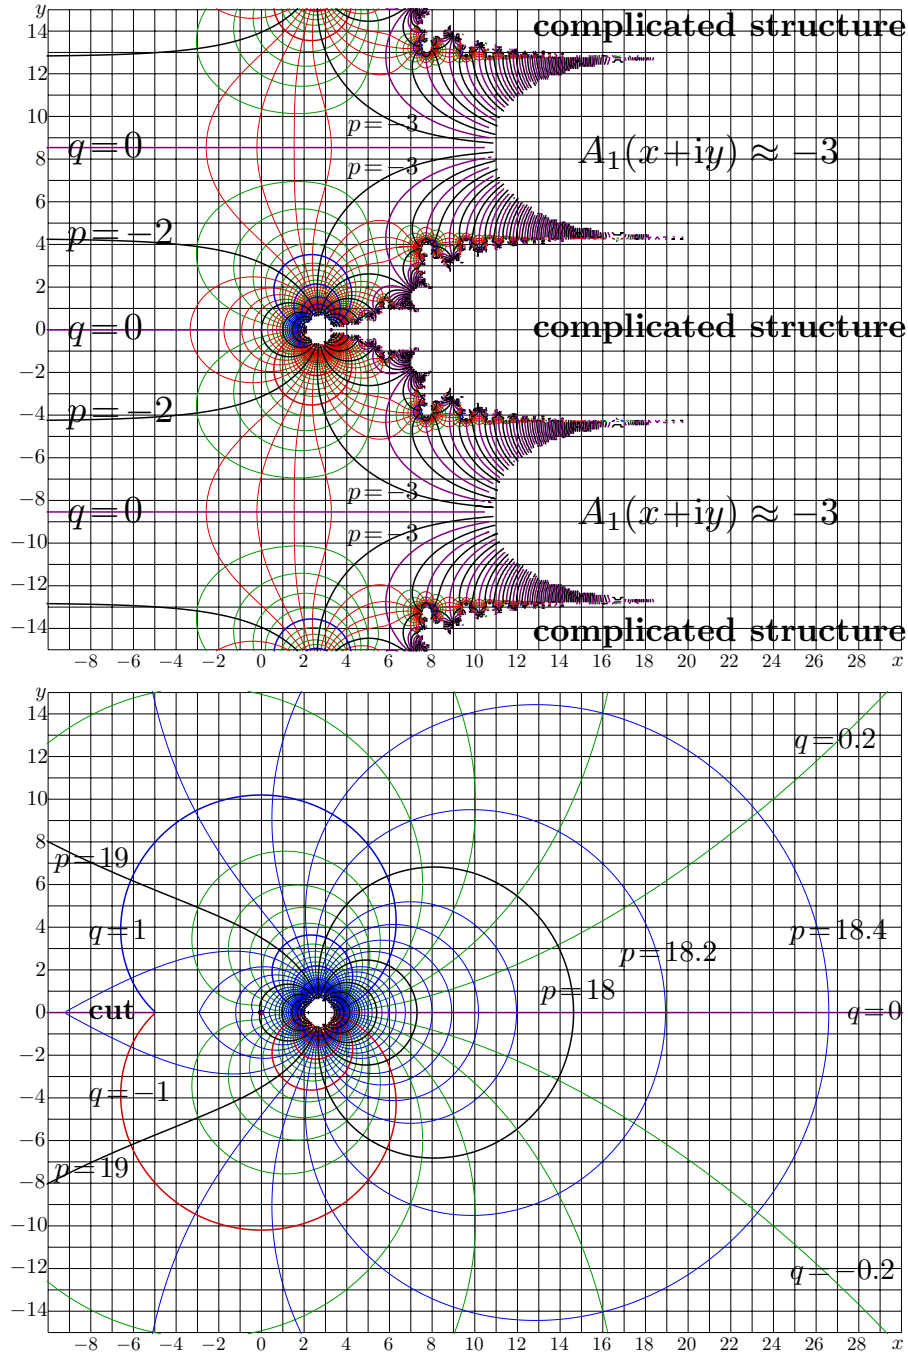 y
14 complicated structure
12
10 p=−3
q=0 A₁(x+iy) ≈ −3
8 p=−3
6
p=−2
4
2
q=0 complicated structure
0
−2
p=−2
−4
−6
−8 p=−3
q=0 A₁(x+iy) ≈ −3
−10 p=−3
−12
−14 complicated structure
−8 −6 −4 −2 0 2 4 6 8 10 12 14 16 18 20 22 24 26 28 x
y
14
q=0.2
12
10
8
p=19
6
4 q=1 p=18.4
p=18.2
2
p=18
0 cut q=0
−2
−4 q=−1
−6
p=19
−8
−10
−12 q=−0.2
−14
−8 −6 −4 −2 0 2 4 6 8 10 12 14 16 18 20 22 24 26 28 x